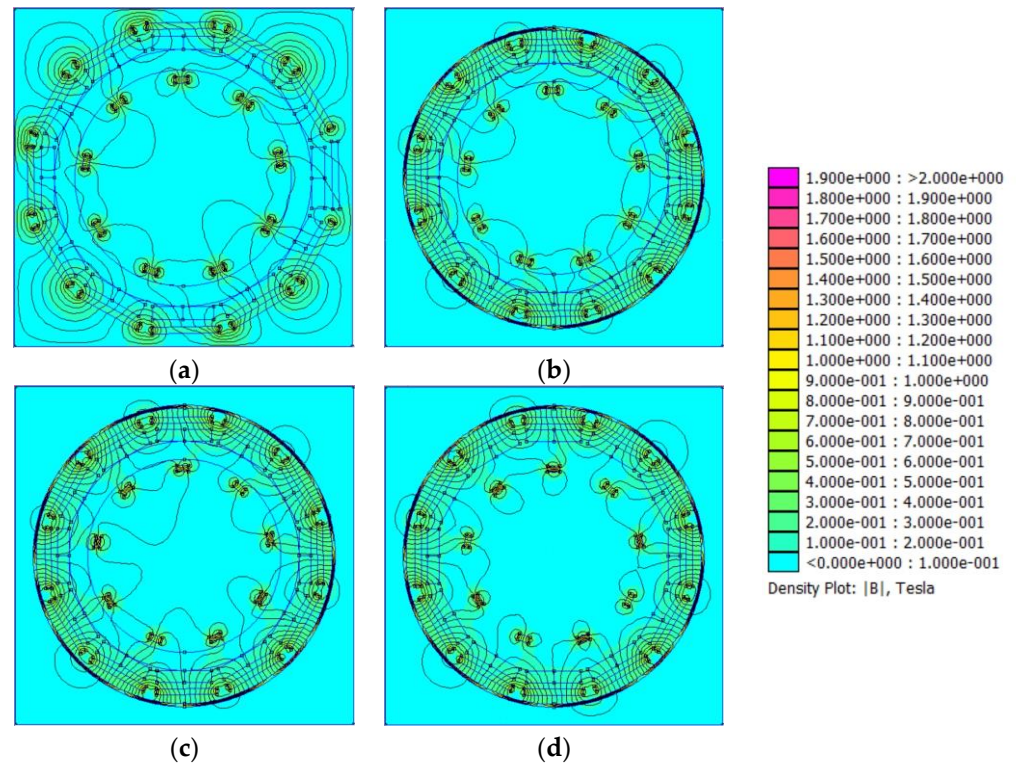 (a)
(b)
(c)
(d)
1.900e+000 : >2.000e+000
1.800e+000 : 1.900e+000
1.700e+000 : 1.800e+000
1.600e+000 : 1.700e+000
1.500e+000 : 1.600e+000
1.400e+000 : 1.500e+000
1.300e+000 : 1.400e+000
1.200e+000 : 1.300e+000
1.100e+000 : 1.200e+000
1.000e+000 : 1.100e+000
9.000e-001 : 1.000e+000
8.000e-001 : 9.000e-001
7.000e-001 : 8.000e-001
6.000e-001 : 7.000e-001
5.000e-001 : 6.000e-001
4.000e-001 : 5.000e-001
3.000e-001 : 4.000e-001
2.000e-001 : 3.000e-001
1.000e-001 : 2.000e-001
<0.000e+000 : 1.000e-001
Density Plot: |B|, Tesla